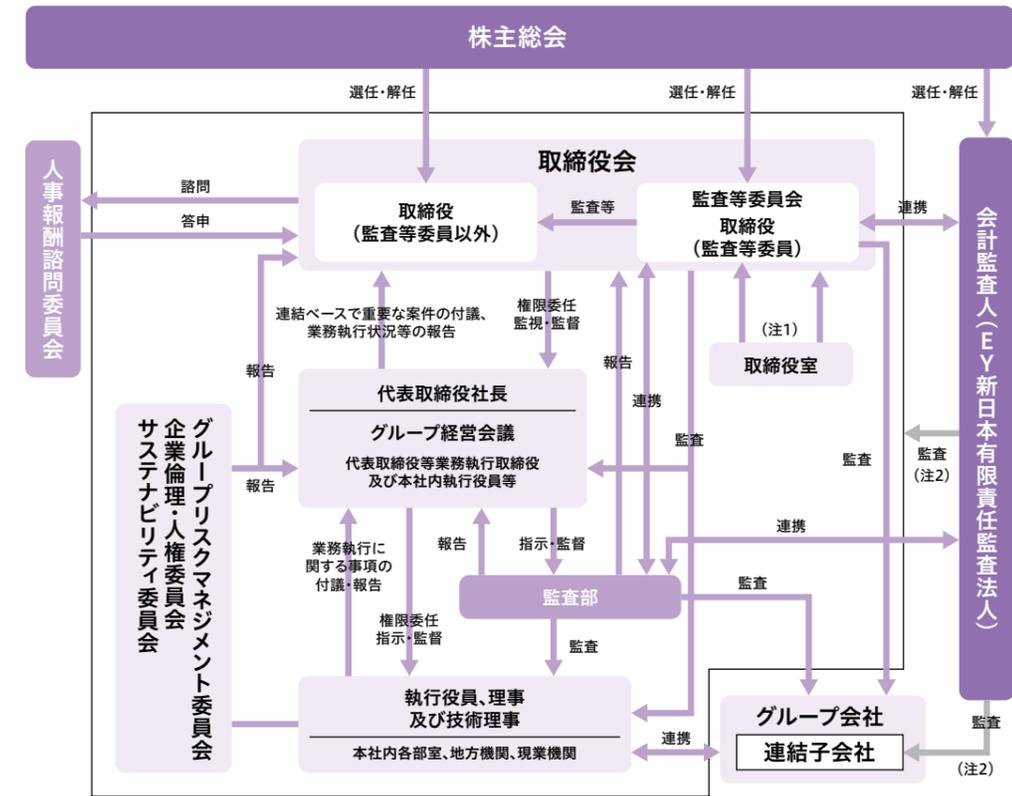 株主総会
選任・解任
選任・解任
選任・解任
人事報酬諮問委員会
諮問
答申
取締役会
取締役
（監査等委員以外）
監査等
監査等委員会
取締役
（監査等委員）
連携
会計監査人（EY新日本有限責任監査法人）
連結ベースで重要な案件の付議、
業務執行状況等の報告
権限委任
監視・監督
（注1）
取締役室
報告
報告
連携
監査
監査
監査
（注2）
代表取締役社長
グループ経営会議
代表取締役等業務執行取締役
及び本社内執行役員等
グループリスクマネジメント委員会
企業倫理・人権委員会
サステナビリティ委員会
報告
業務執行に
関する事項の
付議・報告
報告
指示・監督
連携
監査部
監査
権限委任
指示・監督
監査
執行役員、理事
及び技術理事
本社内各部室、地方機関、現業機関
連携
グループ会社
連結子会社
監査
（注2）